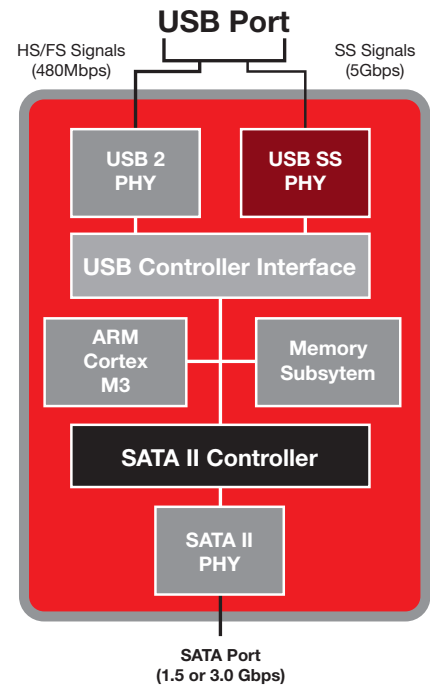 USB Port
HS/FS Signals
(480Mbps)
SS Signals
(5Gbps)
USB 2
PHY
USB SS
PHY
USB Controller Interface
ARM
Cortex
M3
Memory
Subsytem
SATA II Controller
SATA II
PHY
SATA Port
(1.5 or 3.0 Gbps)